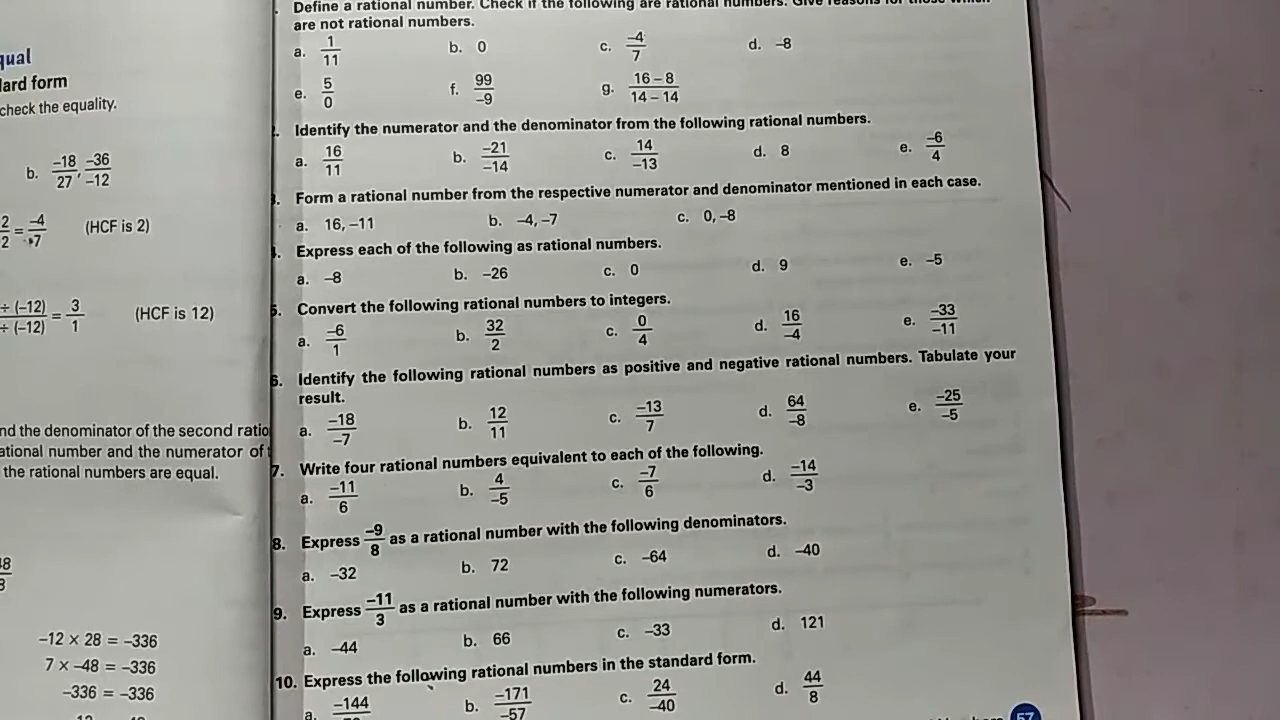 qual
lard form
check the equality.
b. -18/27, -36/-12
2/2 = -4/-7 (HCF is 2)
÷ (-12)/÷ (-12) = 3/1 (HCF is 12)
nd the denominator of the second ratio
ational number and the numerator of
the rational numbers are equal.
-12 × 28 = -336
7 × -48 = -336
-336 = -336
Define a rational number. Check if the following are rational numbers. Give reasons for those which
are not rational numbers.
a. 1/11 b. 0 c. -4/7 d. -8
e. 5/0 f. 99/-9 g. 16-8/14-14
Identify the numerator and the denominator from the following rational numbers.
a. 16/11 b. -21/-14 c. 14/-13 d. 8 e. -6/4
Form a rational number from the respective numerator and denominator mentioned in each case.
a. 16, -11 b. -4, -7 c. 0, -8
Express each of the following as rational numbers.
a. -8 b. -26 c. 0 d. 9 e. -5
5. Convert the following rational numbers to integers.
a. -6/1 b. 32/2 c. 0/4 d. 16/-4 e. -33/-11
6. Identify the following rational numbers as positive and negative rational numbers. Tabulate your
result.
a. -18/-7 b. 12/11 c. -13/7 d. 64/-8 e. -25/-5
7. Write four rational numbers equivalent to each of the following.
a. -11/6 b. 4/-5 c. -7/6 d. -14/-3
8. Express -9/8 as a rational number with the following denominators.
a. -32 b. 72 c. -64 d. -40
9. Express -11/3 as a rational number with the following numerators.
a. -44 b. 66 c. -33 d. 121
10. Express the following rational numbers in the standard form.
a. -144 b. -171/-57 c. 24/-40 d. 44/8
57